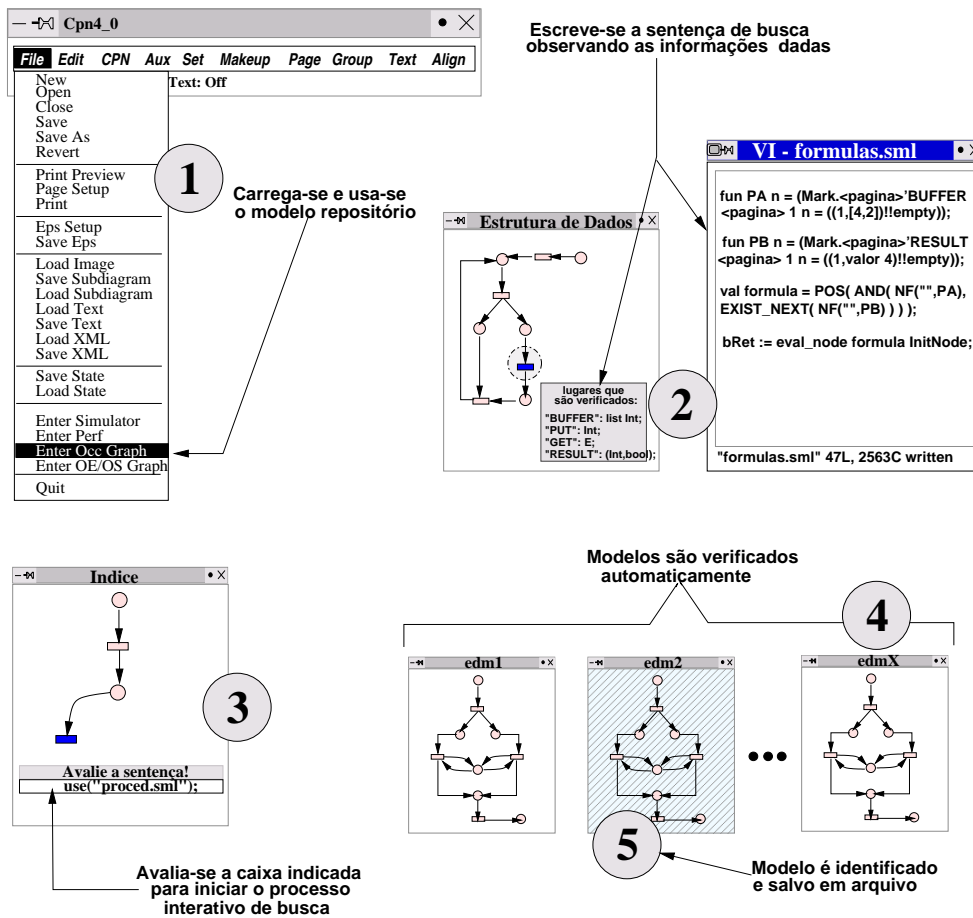 Cpn4_0
File Edit CPN Aux Set Makeup Page Group Text Align
Text: Off
New
Open
Close
Save
Save As
Revert
Print Preview
Page Setup
Print
Eps Setup
Save Eps
Load Image
Save Subdiagram
Load Subdiagram
Load Text
Save Text
Load XML
Save XML
Save State
Load State
Enter Simulator
Enter Perf
Enter Occ Graph
Enter OE/OS Graph
Quit
1
Carrega-se e usa-se
o modelo repositório
Escreve-se a sentença de busca
observando as informações dadas
Estrutura de Dados
lugares que
são verificados:
"BUFFER": list Int;
"PUT": Int;
"GET": E;
"RESULT": (Int,bool);
2
VI - formulas.sml
fun PA n = (Mark.<pagina>'BUFFER
<pagina> 1 n = ((1,[4,2])!!empty));
fun PB n = (Mark.<pagina>'RESULT
<pagina> 1 n = ((1,valor 4)!!empty));
val formula = POS( AND( NF("",PA),
EXIST_NEXT( NF("",PB) ) ) );
bRet := eval_node formula InitNode;
"formulas.sml" 47L, 2563C written
Indice
3
Avalie a sentença!
use("proced.sml");
Avalia-se a caixa indicada
para iniciar o processo
interativo de busca
Modelos são verificados
automaticamente
4
edm1
edm2
edmX
5
Modelo é identificado
e salvo em arquivo